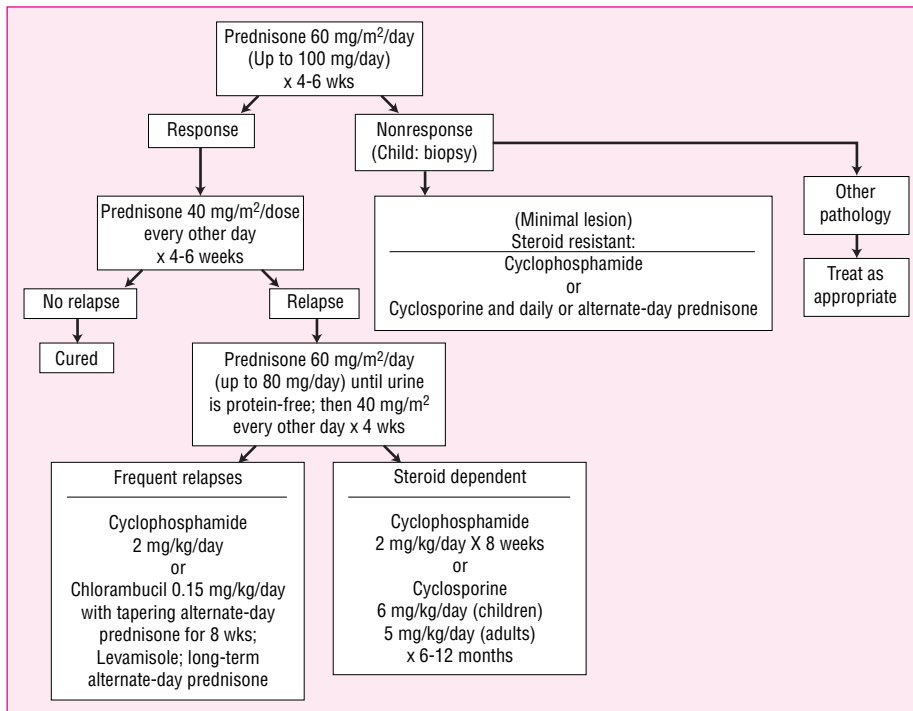 Prednisone 60 mg/m²/day
(Up to 100 mg/day)
x 4-6 wks
Response
Nonresponse
(Child: biopsy)
Prednisone 40 mg/m²/dose
every other day
x 4-6 weeks
(Minimal lesion)
Steroid resistant:
Cyclophosphamide
or
Cyclosporine and daily or alternate-day prednisone
Other
pathology
Treat as
appropriate
No relapse
Relapse
Cured
Prednisone 60 mg/m²/day
(up to 80 mg/day) until urine
is protein-free; then 40 mg/m²
every other day x 4 wks
Frequent relapses
Cyclophosphamide
2 mg/kg/day
or
Chlorambucil 0.15 mg/kg/day
with tapering alternate-day
prednisone for 8 wks;
Levamisole; long-term
alternate-day prednisone
Steroid dependent
Cyclophosphamide
2 mg/kg/day X 8 weeks
or
Cyclosporine
6 mg/kg/day (children)
5 mg/kg/day (adults)
x 6-12 months